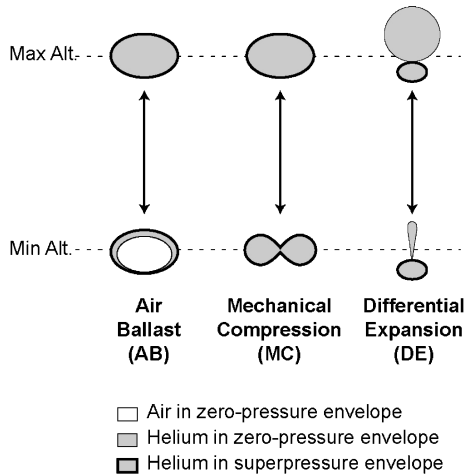 Max Alt.
Min Alt.
Air
Ballast
(AB)
Mechanical
Compression
(MC)
Differential
Expansion
(DE)
Air in zero-pressure envelope
Helium in zero-pressure envelope
Helium in superpressure envelope